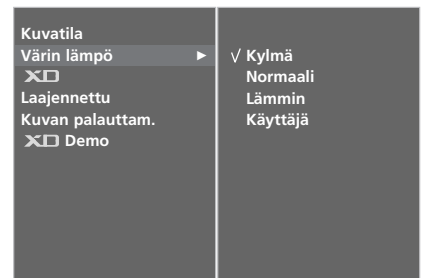 Kuvatila
Värin lämpö ►
XD
Laajennettu
Kuvan palauttam.
XD Demo
√ Kylmä
Normaali
Lämmin
Käyttäjä